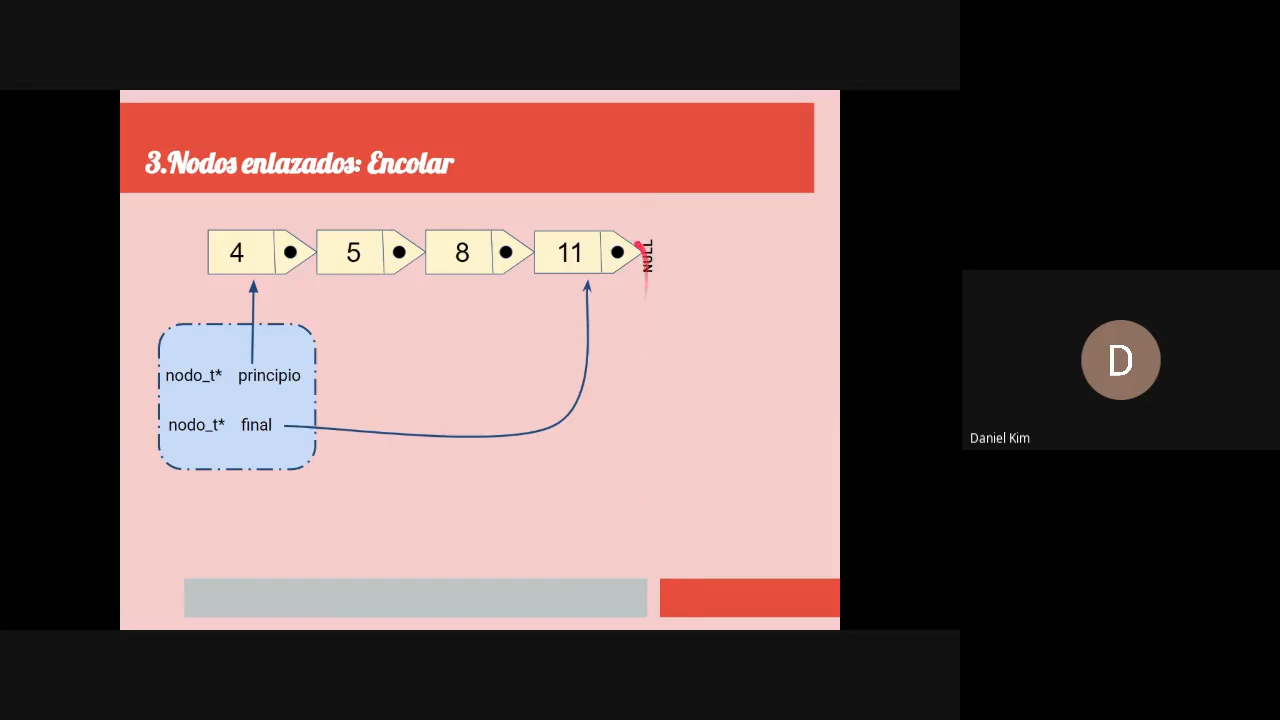 3.Nodos enlazados: Encolar
4 5 8 11 NULL
nodo_t* principio
nodo_t* final
D
Daniel Kim